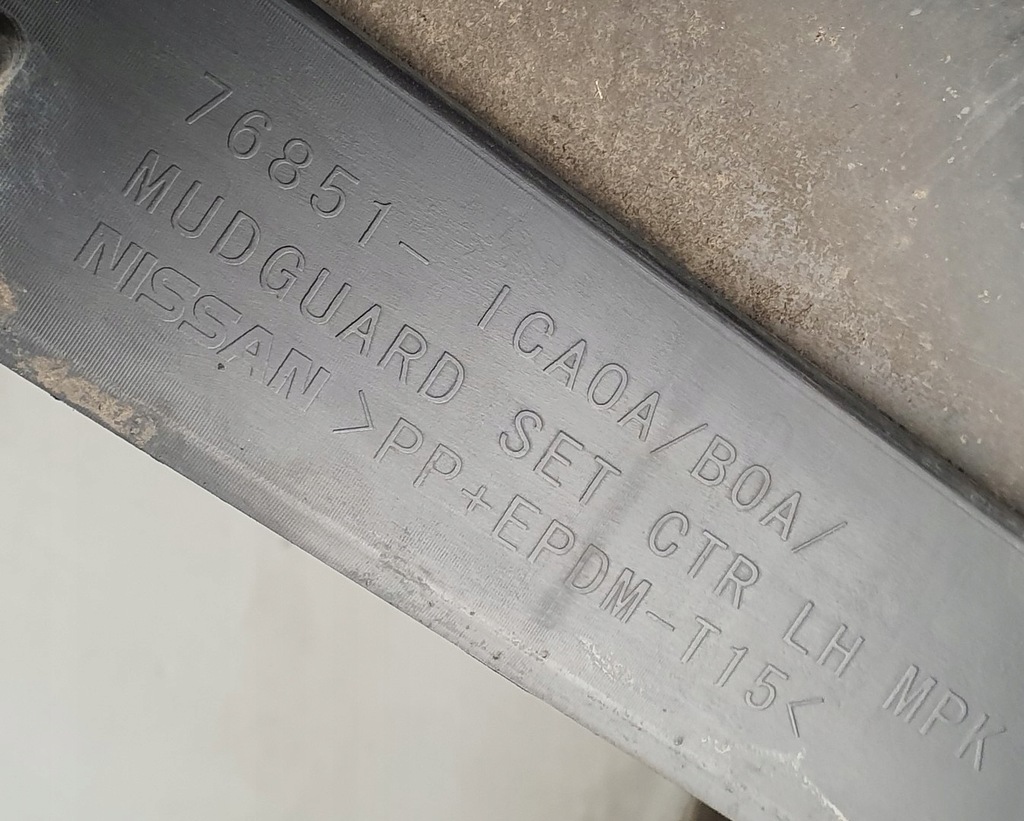 76851- 1CA0A/B0A/
MUDGUARD SET CTR LH MPK
NISSAN >PP+EPDM-T15<